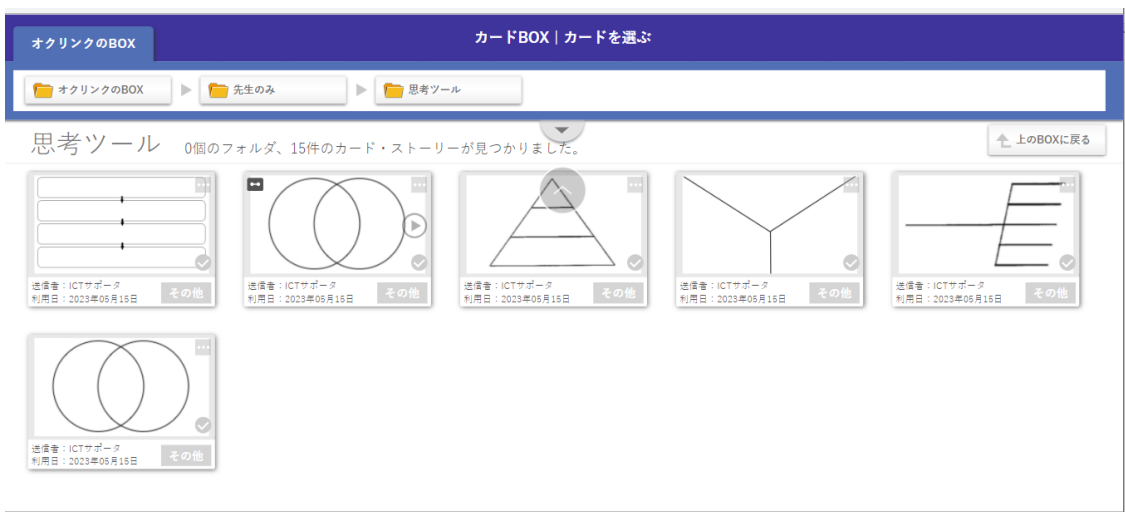 オクリンクのBOX
カードBOX｜カードを選ぶ
オクリンクのBOX
先生のみ
思考ツール
思考ツール
0個のフォルダ、15件のカード・ストーリーが見つかりました。
上のBOXに戻る
送信者：ICTサポータ
利用日：2023年05月15日
その他
送信者：ICTサポータ
利用日：2023年05月15日
その他
送信者：ICTサポータ
利用日：2023年05月15日
その他
送信者：ICTサポータ
利用日：2023年05月15日
その他
送信者：ICTサポータ
利用日：2023年05月15日
その他
送信者：ICTサポータ
利用日：2023年05月15日
その他